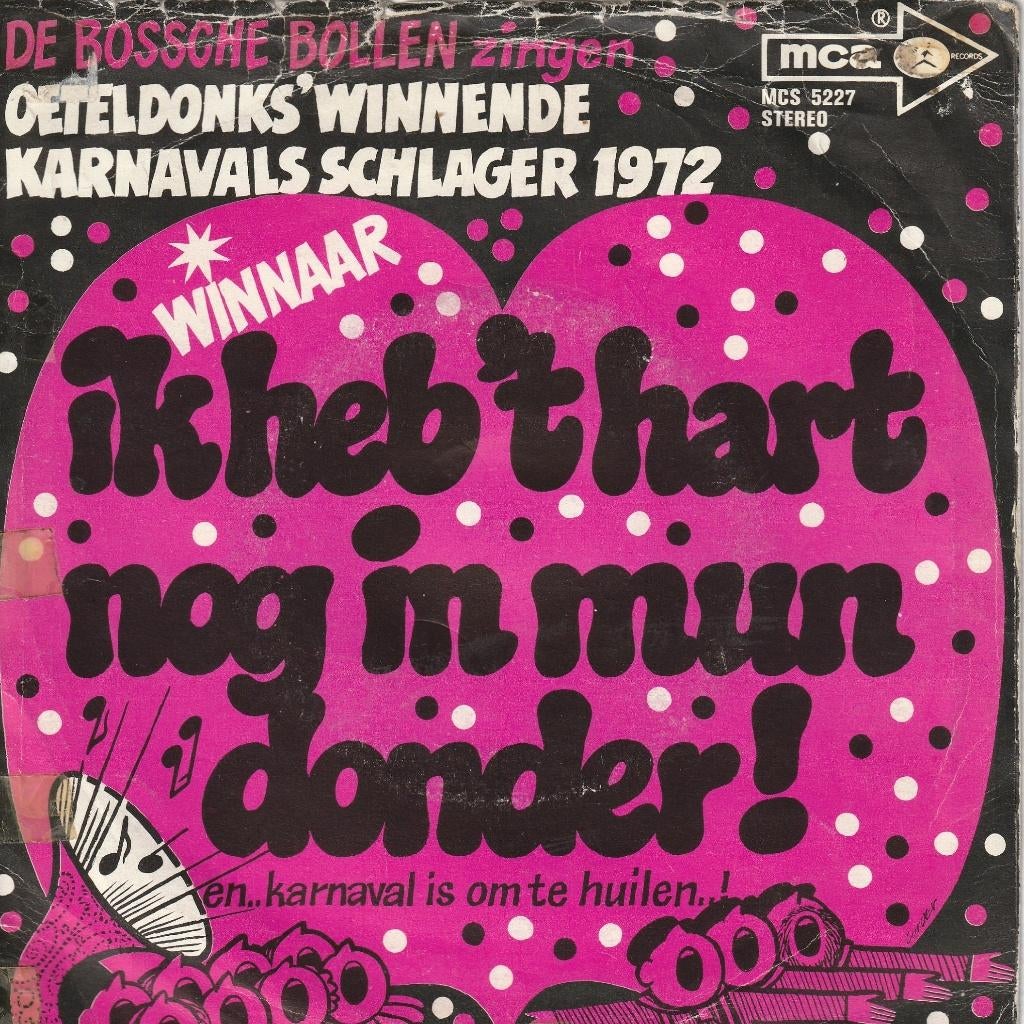 DE BOSSCHE BOLLEN zingen
OETELDONKS' WINNENDE
KARNAVALS SCHLAGER 1972
mca RECORDS ®
MCS 5227
STEREO
WINNAAR
ik heb 't hart
nog in mun
donder!
en.. karnaval is om te huilen..!